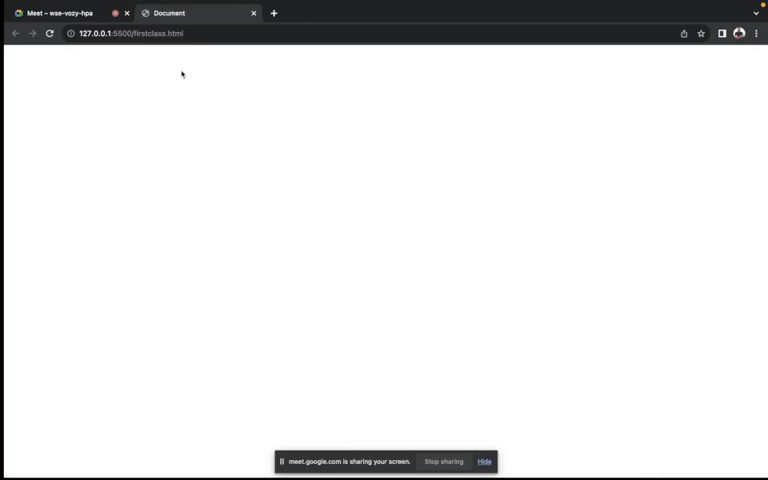 Meet – wse-vozy-hpa
Document
127.0.0.1:5500/firstclass.html
meet.google.com is sharing your screen.
Stop sharing
Hide